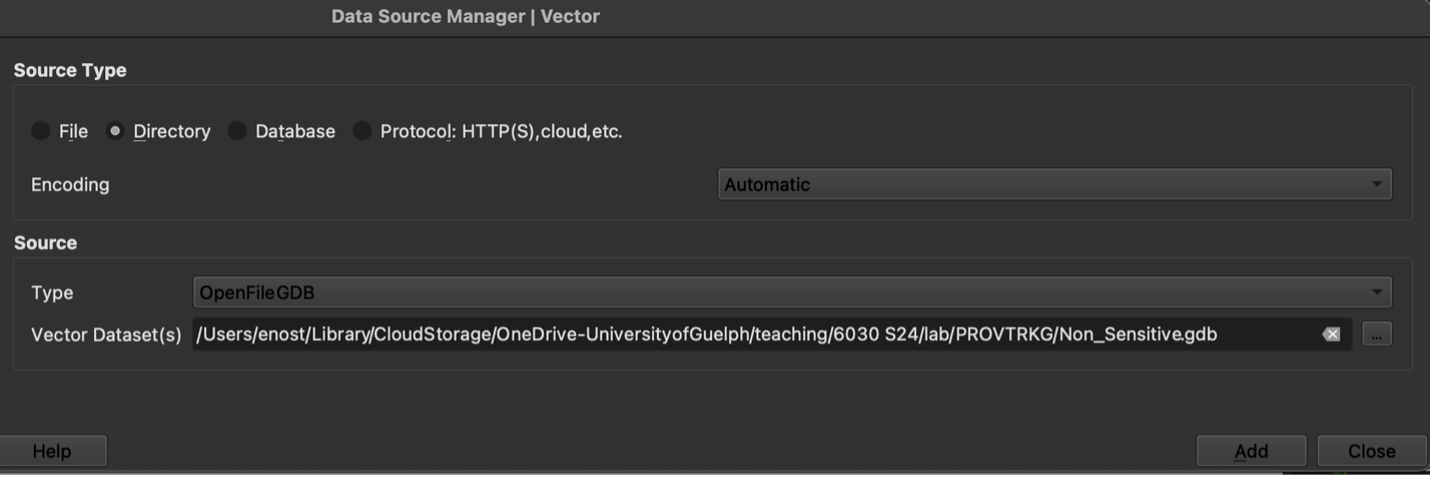 Data Source Manager | Vector
Source Type
File Directory Database Protocol: HTTP(S),cloud,etc.
Encoding Automatic
Source
Type OpenFileGDB
Vector Dataset(s) /Users/enost/Library/CloudStorage/OneDrive-UniversityofGuelph/teaching/6030 S24/lab/PROVTRKG/Non_Sensitive.gdb ...
Help Add Close